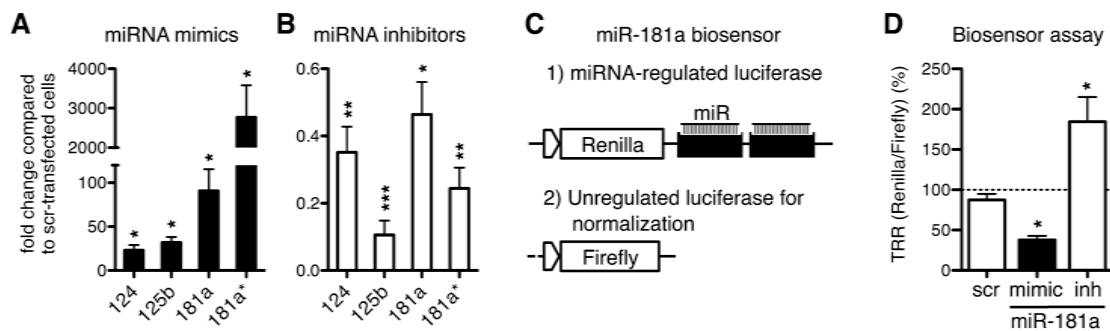 A
miRNA mimics
fold change compared
to scr-transfected cells
4000
3000
2000
100
50
0
*
*
*
*
124
125b
181a
181a*
B
miRNA inhibitors
0.6
0.4
0.2
0.0
**
***
*
**
124
125b
181a
181a*
C
miR-181a biosensor
1) miRNA-regulated luciferase
miR
Renilla
2) Unregulated luciferase for
normalization
Firefly
D
Biosensor assay
TRR (Renilla/Firefly) (%)
250
200
150
100
50
0
*
*
scr
mimic
inh
miR-181a